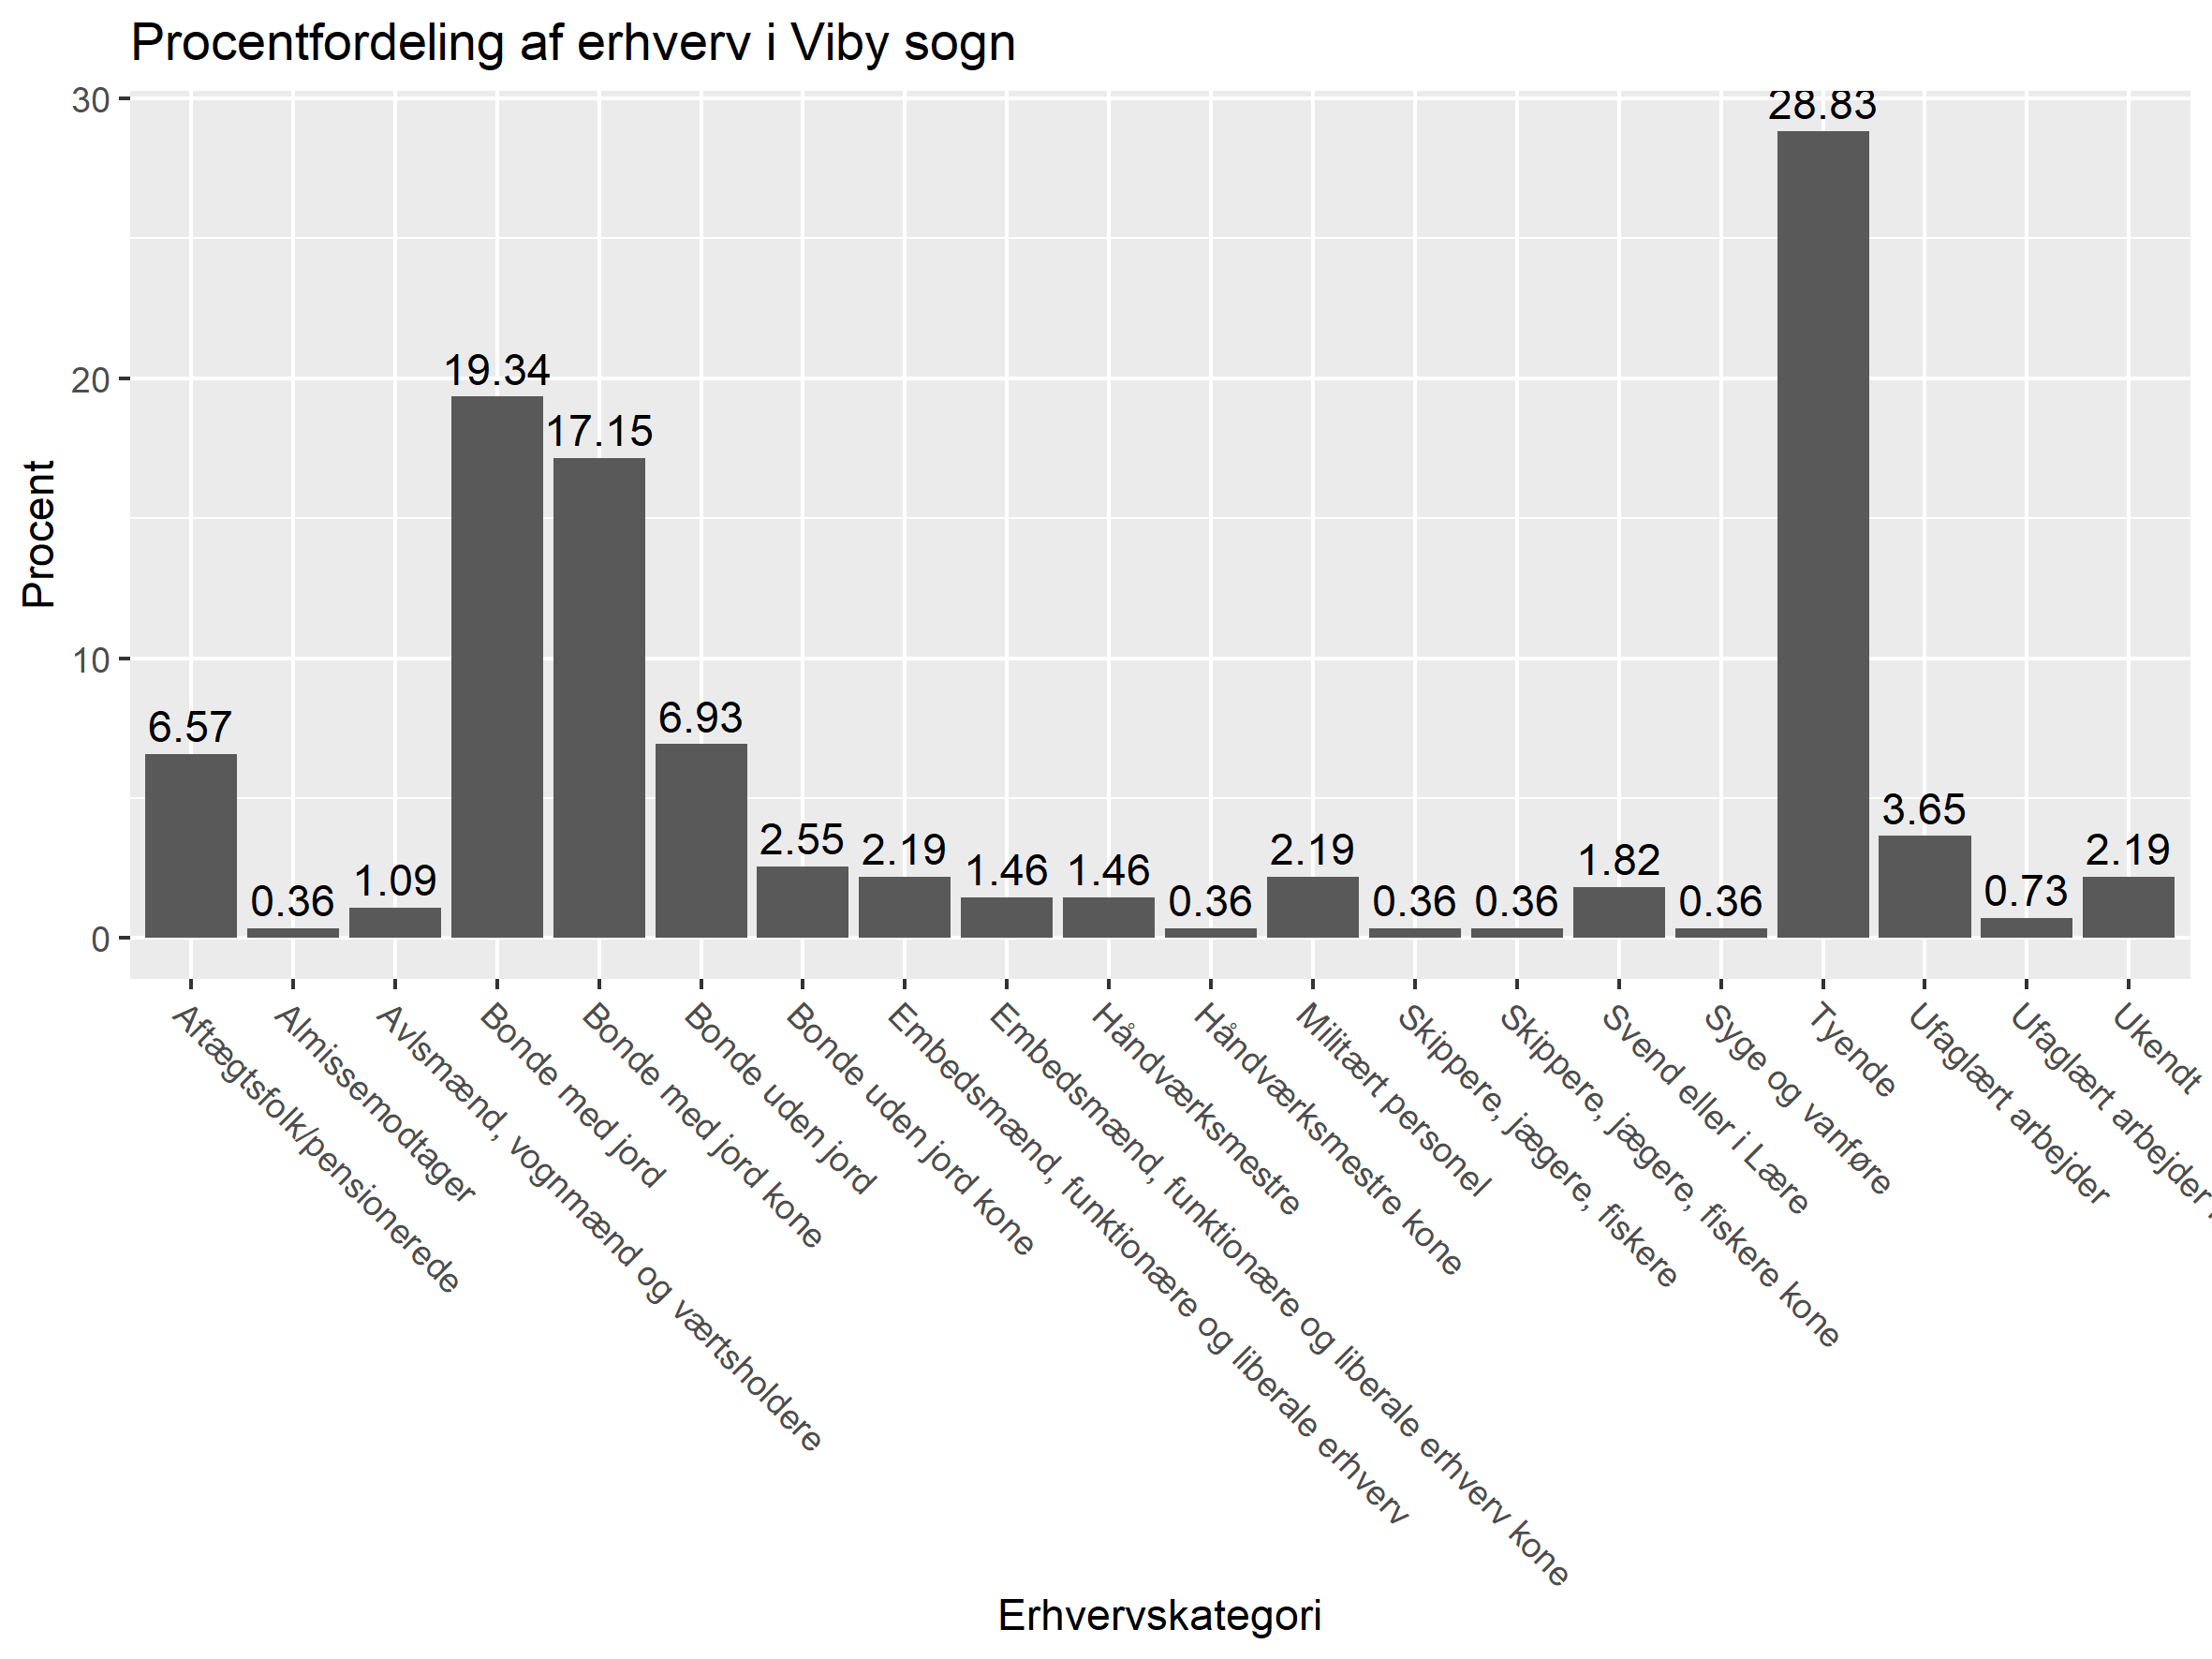 Procentfordeling af erhverv i Viby sogn
Procent
30
20
10
0
6.57
0.36
1.09
19.34
17.15
6.93
2.55
2.19
1.46
1.46
0.36
2.19
0.36
0.36
1.82
0.36
28.83
3.65
0.73
2.19
Aftægtsfolk/pensionerede
Almissemodtager
Avlsmænd, vognmænd og værtsholdere
Bonde med jord
Bonde med jord kone
Bonde uden jord
Bonde uden jord kone
Embedsmænd, funktionære og liberale erhverv
Embedsmænd, funktionære og liberale erhverv kone
Håndværksmestre
Håndværksmestre kone
Militært personel
Skippere, jægere, fiskere
Skippere, jægere, fiskere kone
Svend eller i Lære
Syge og vanføre
Tyende
Ufaglært arbejder
Ufaglært arbejder
Ukendt
Erhvervskategori